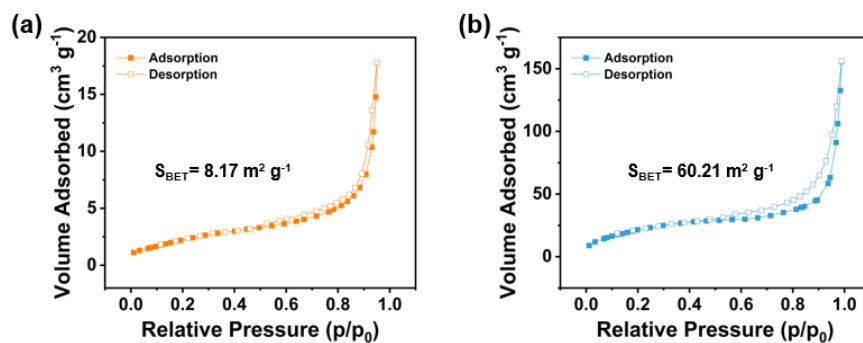 (a)
Volume Adsorbed (cm³ g⁻¹)
20
15
10
5
0
Adsorption
Desorption
S_BET= 8.17 m² g⁻¹
0.0 0.2 0.4 0.6 0.8 1.0
Relative Pressure (p/p₀)
(b)
Volume Adsorbed (cm³ g⁻¹)
150
100
50
0
Adsorption
Desorption
S_BET= 60.21 m² g⁻¹
0.0 0.2 0.4 0.6 0.8 1.0
Relative Pressure (p/p₀)